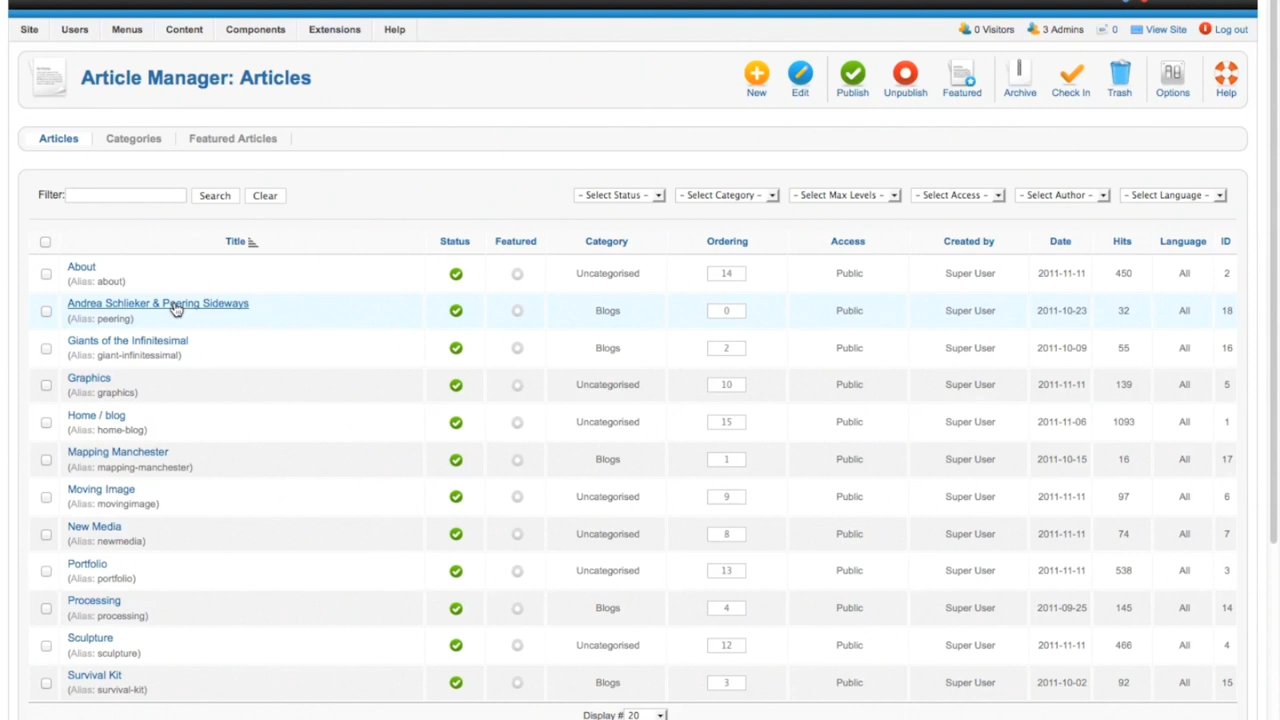 Site Users Menus Content Components Extensions Help 0 Visitors 3 Admins 0 View Site Log out
Article Manager: Articles
New Edit Publish Unpublish Featured Archive Check In Trash Options Help
Articles Categories Featured Articles
Filter: Search Clear - Select Status - - Select Category - - Select Max Levels - - Select Access - - Select Author - - Select Language -
Title Status Featured Category Ordering Access Created by Date Hits Language ID
About Uncategorised 14 Public Super User 2011-11-11 450 All 2
(Alias: about)
Andrea Schlieker & Peering Sideways Blogs 0 Public Super User 2011-10-23 32 All 18
(Alias: peering)
Giants of the Infinitesimal Blogs 2 Public Super User 2011-10-09 55 All 16
(Alias: giant-infinitessimal)
Graphics Uncategorised 10 Public Super User 2011-11-11 139 All 5
(Alias: graphics)
Home / blog Uncategorised 15 Public Super User 2011-11-06 1093 All 1
(Alias: home-blog)
Mapping Manchester Blogs 1 Public Super User 2011-10-15 16 All 17
(Alias: mapping-manchester)
Moving Image Uncategorised 9 Public Super User 2011-11-11 97 All 6
(Alias: movingimage)
New Media Uncategorised 8 Public Super User 2011-11-11 74 All 7
(Alias: newmedia)
Portfolio Uncategorised 13 Public Super User 2011-11-11 538 All 3
(Alias: portfolio)
Processing Blogs 4 Public Super User 2011-09-25 145 All 14
(Alias: processing)
Sculpture Uncategorised 12 Public Super User 2011-11-11 466 All 4
(Alias: sculpture)
Survival Kit Blogs 3 Public Super User 2011-10-02 92 All 15
(Alias: survival-kit)
Display # 20